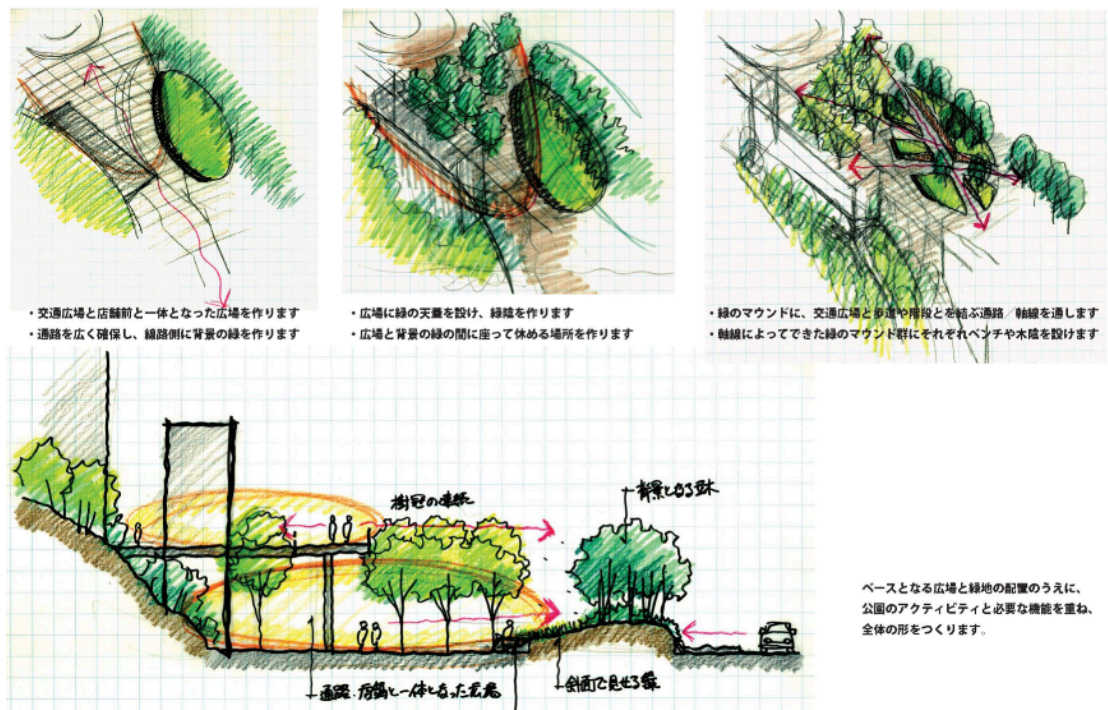 ・交通広場と店舗前と一体となった広場を作ります
・通路を広く確保し、線路側に背景の緑を作ります
・広場に緑の天蓋を設け、緑陰を作ります
・広場と背景の緑の間に座って休める場所を作ります
・緑のマウンドに、交通広場と歩道や階段とを結ぶ通路/軸線を通します
・軸線によってできた緑のマウンド群にそれぞれベンチや木陰を設けます
樹冠の連続
背景となる並木
ベースとなる広場と緑地の配置のうえに、
公園のアクティビティと必要な機能を重ね、
全体の形をつくります。
通路・店舗と一体となった広場
斜面で見せる緑